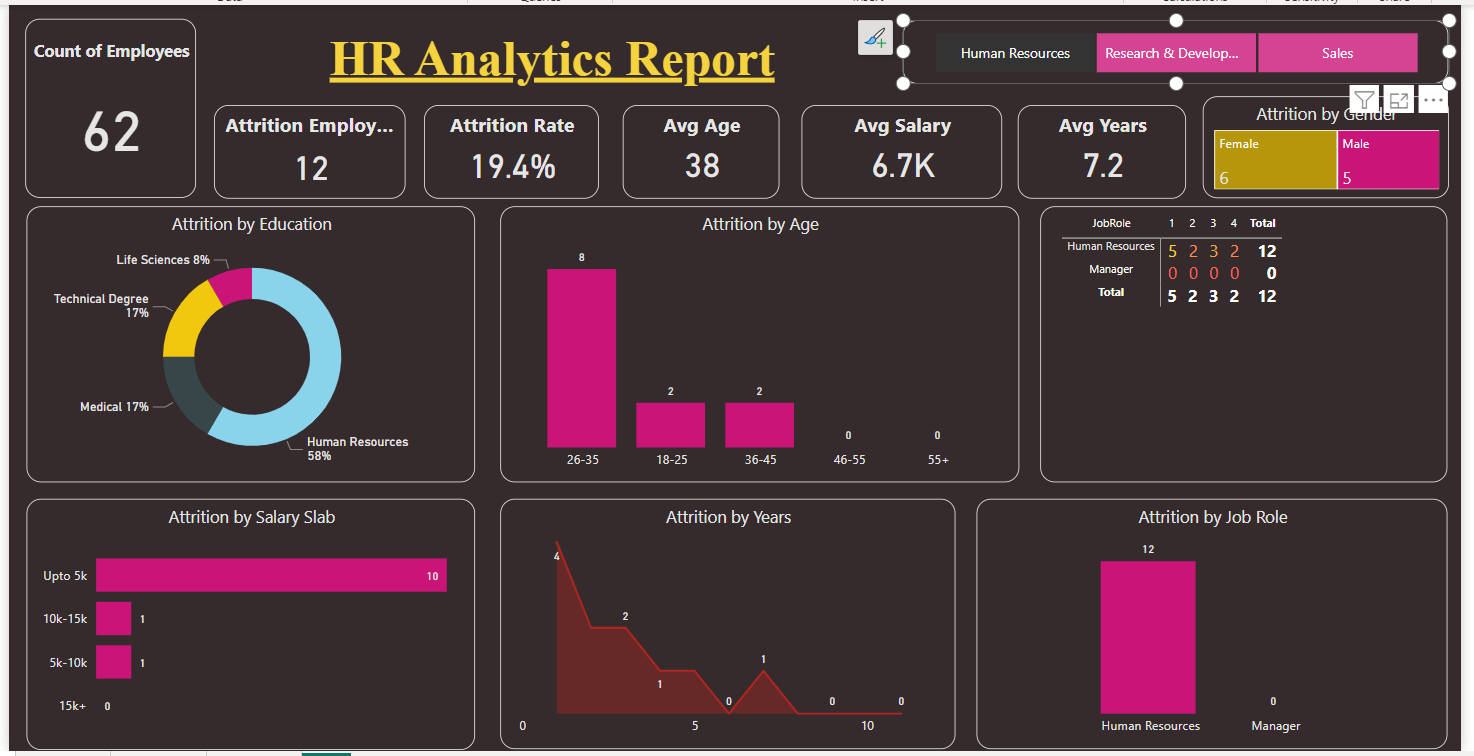 Count of Employees
62
HR Analytics Report
Human Resources
Research & Develop...
Sales
Attrition Employ...
12
Attrition Rate
19.4%
Avg Age
38
Avg Salary
6.7K
Avg Years
7.2
Attrition by Gender
Female
6
Male
5
Attrition by Education
Life Sciences 8%
Technical Degree
17%
Medical 17%
Human Resources
58%
Attrition by Age
8
2
2
0
0
26-35
18-25
36-45
46-55
55+
JobRole 1 2 3 4 Total
Human Resources 5 2 3 2 12
Manager 0 0 0 0 0
Total 5 2 3 2 12
Attrition by Salary Slab
Upto 5k 10
10k-15k 1
5k-10k 1
15k+ 0
Attrition by Years
4
2
1
0
1
0
0
0
5
10
Attrition by Job Role
12
0
Human Resources
Manager